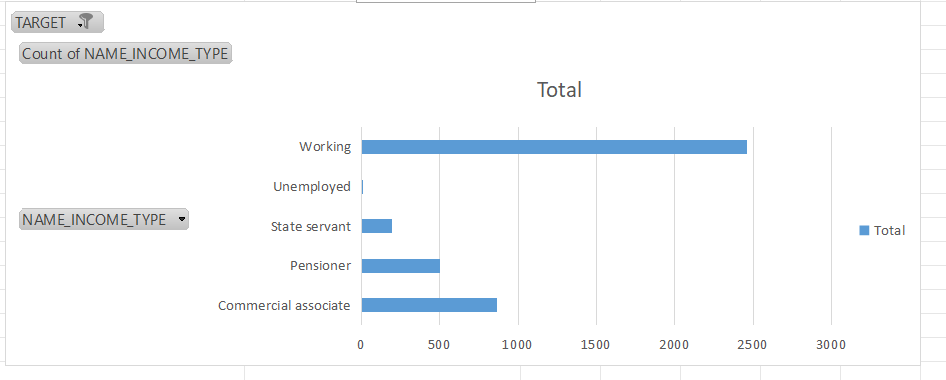 TARGET
Count of NAME_INCOME_TYPE
Total
Working
Unemployed
NAME_INCOME_TYPE
State servant
Total
Pensioner
Commercial associate
0 500 1000 1500 2000 2500 3000